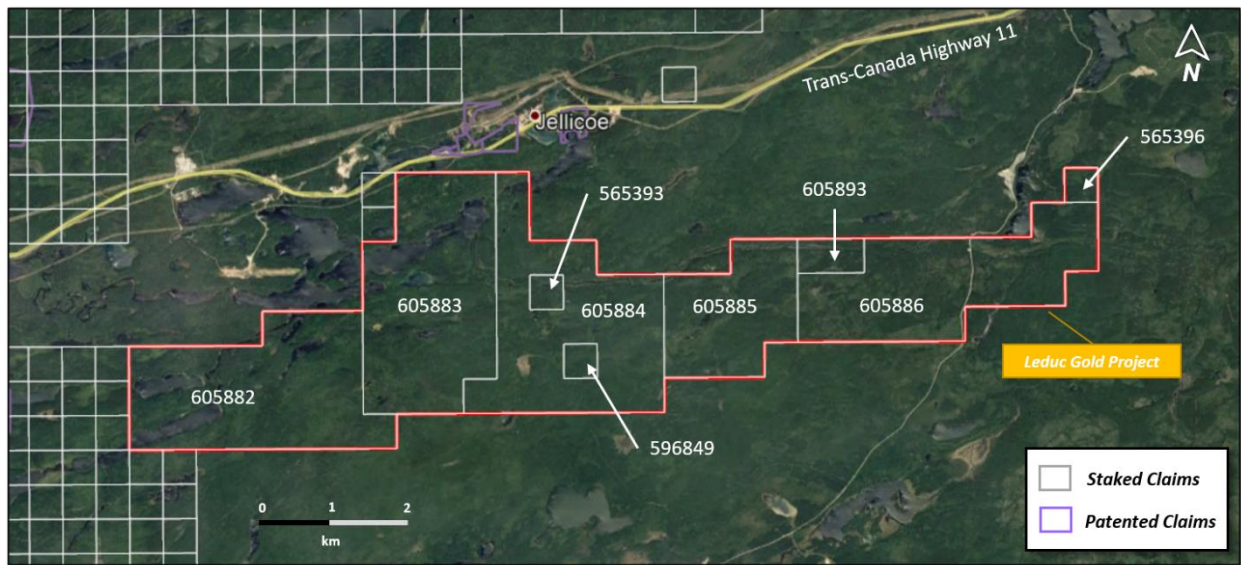 Trans-Canada Highway 11
N
Jellicoe
565396
565393
605893
605883
605884
605885
605886
Leduc Gold Project
605882
596849
0 1 2
km
Staked Claims
Patented Claims